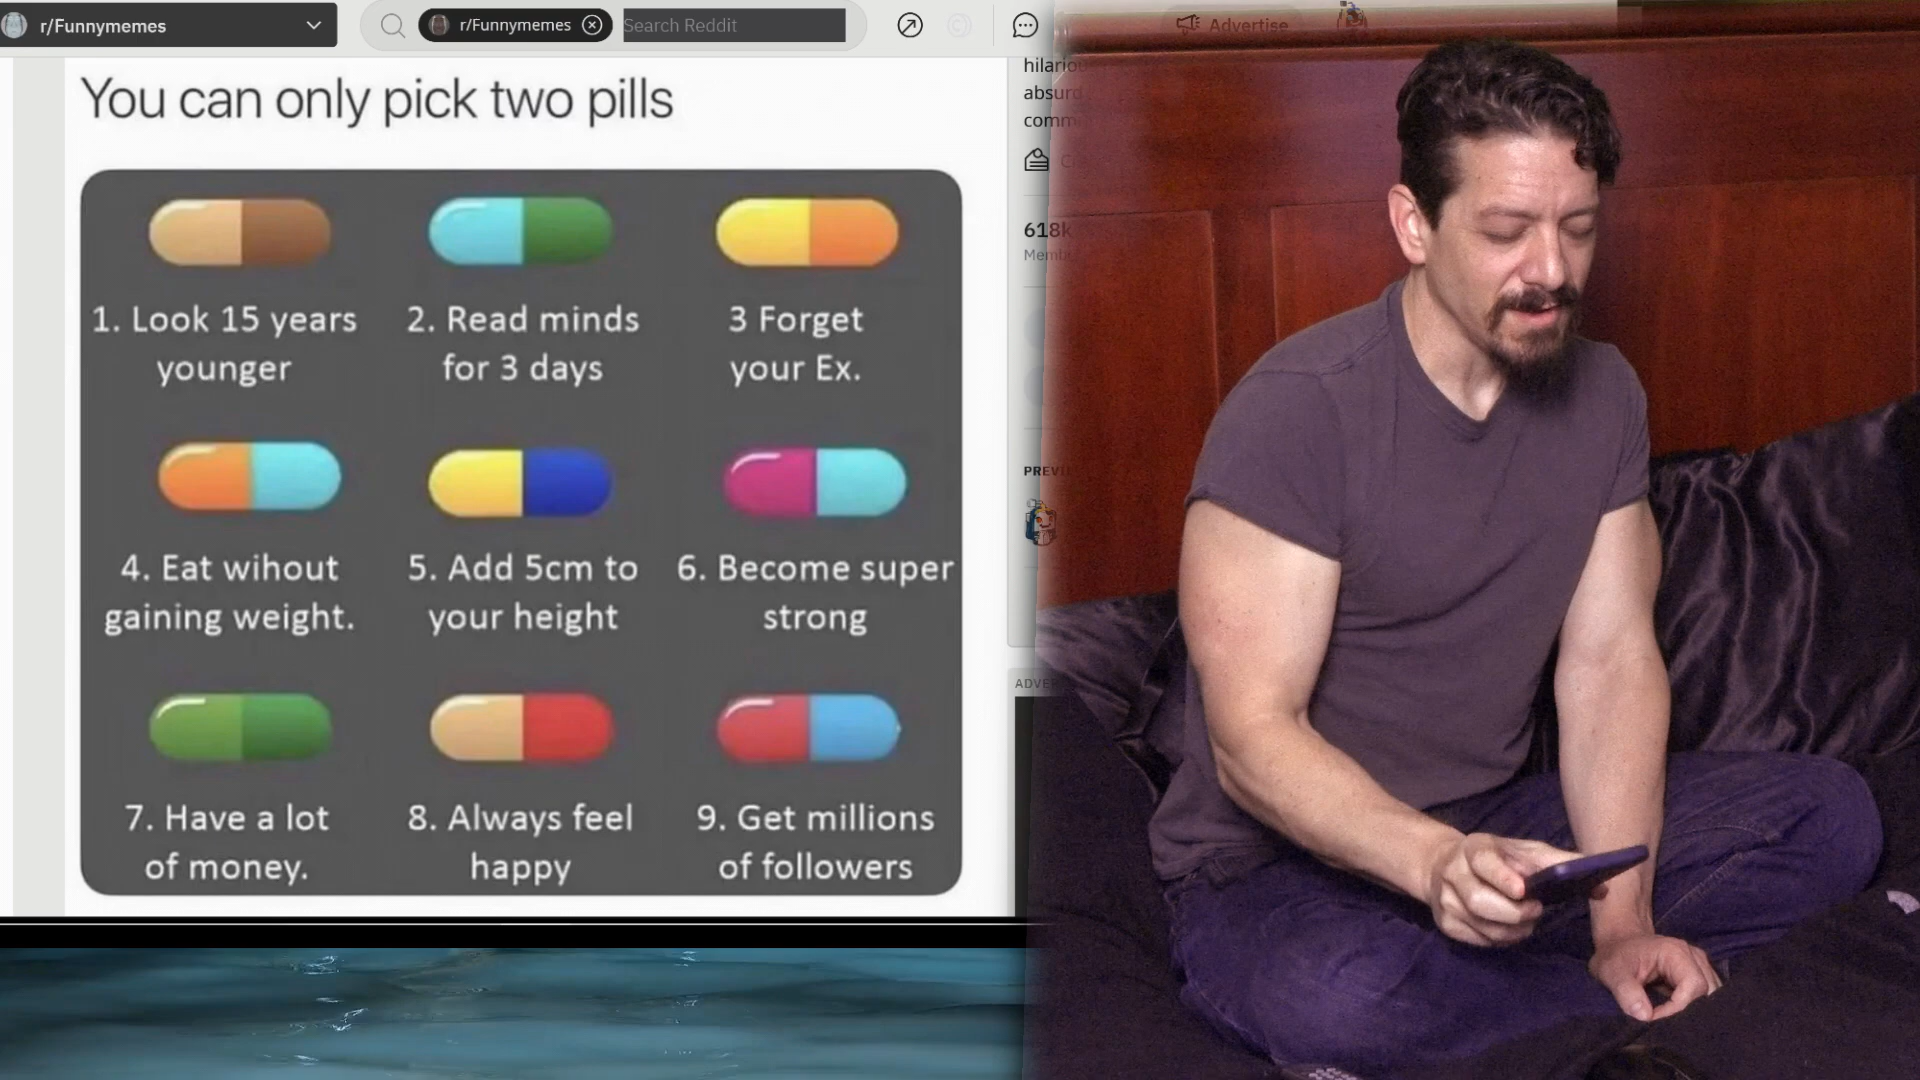 r/Funnymemes
r/Funnymemes
Search Reddit
Advertise
You can only pick two pills
1. Look 15 years
younger
2. Read minds
for 3 days
3 Forget
your Ex.
4. Eat wihout
gaining weight.
5. Add 5cm to
your height
6. Become super
strong
7. Have a lot
of money.
8. Always feel
happy
9. Get millions
of followers
618k